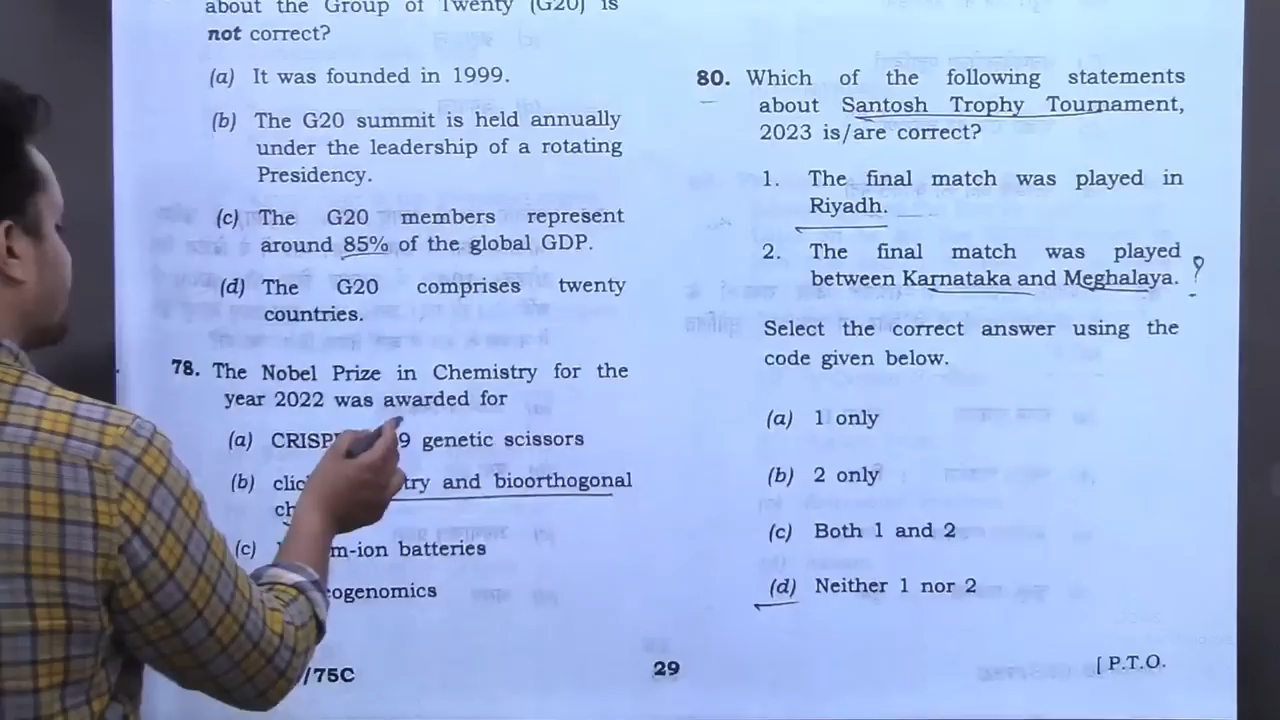 about the Group of Twenty (G20) is
not correct?
(a) It was founded in 1999.
(b) The G20 summit is held annually
under the leadership of a rotating
Presidency.
(c) The G20 members represent
around 85% of the global GDP.
(d) The G20 comprises twenty
countries.
78. The Nobel Prize in Chemistry for the
year 2022 was awarded for
(a) CRISP 9 genetic scissors
(b) clic try and bioorthogonal
ch
(c) m-ion batteries
ogenomics
/75C
29
80. Which of the following statements
about Santosh Trophy Tournament,
2023 is/are correct?
1. The final match was played in
Riyadh.
2. The final match was played
between Karnataka and Meghalaya. ?
Select the correct answer using the
code given below.
(a) 1 only
(b) 2 only
(c) Both 1 and 2
(d) Neither 1 nor 2
[ P.T.O.